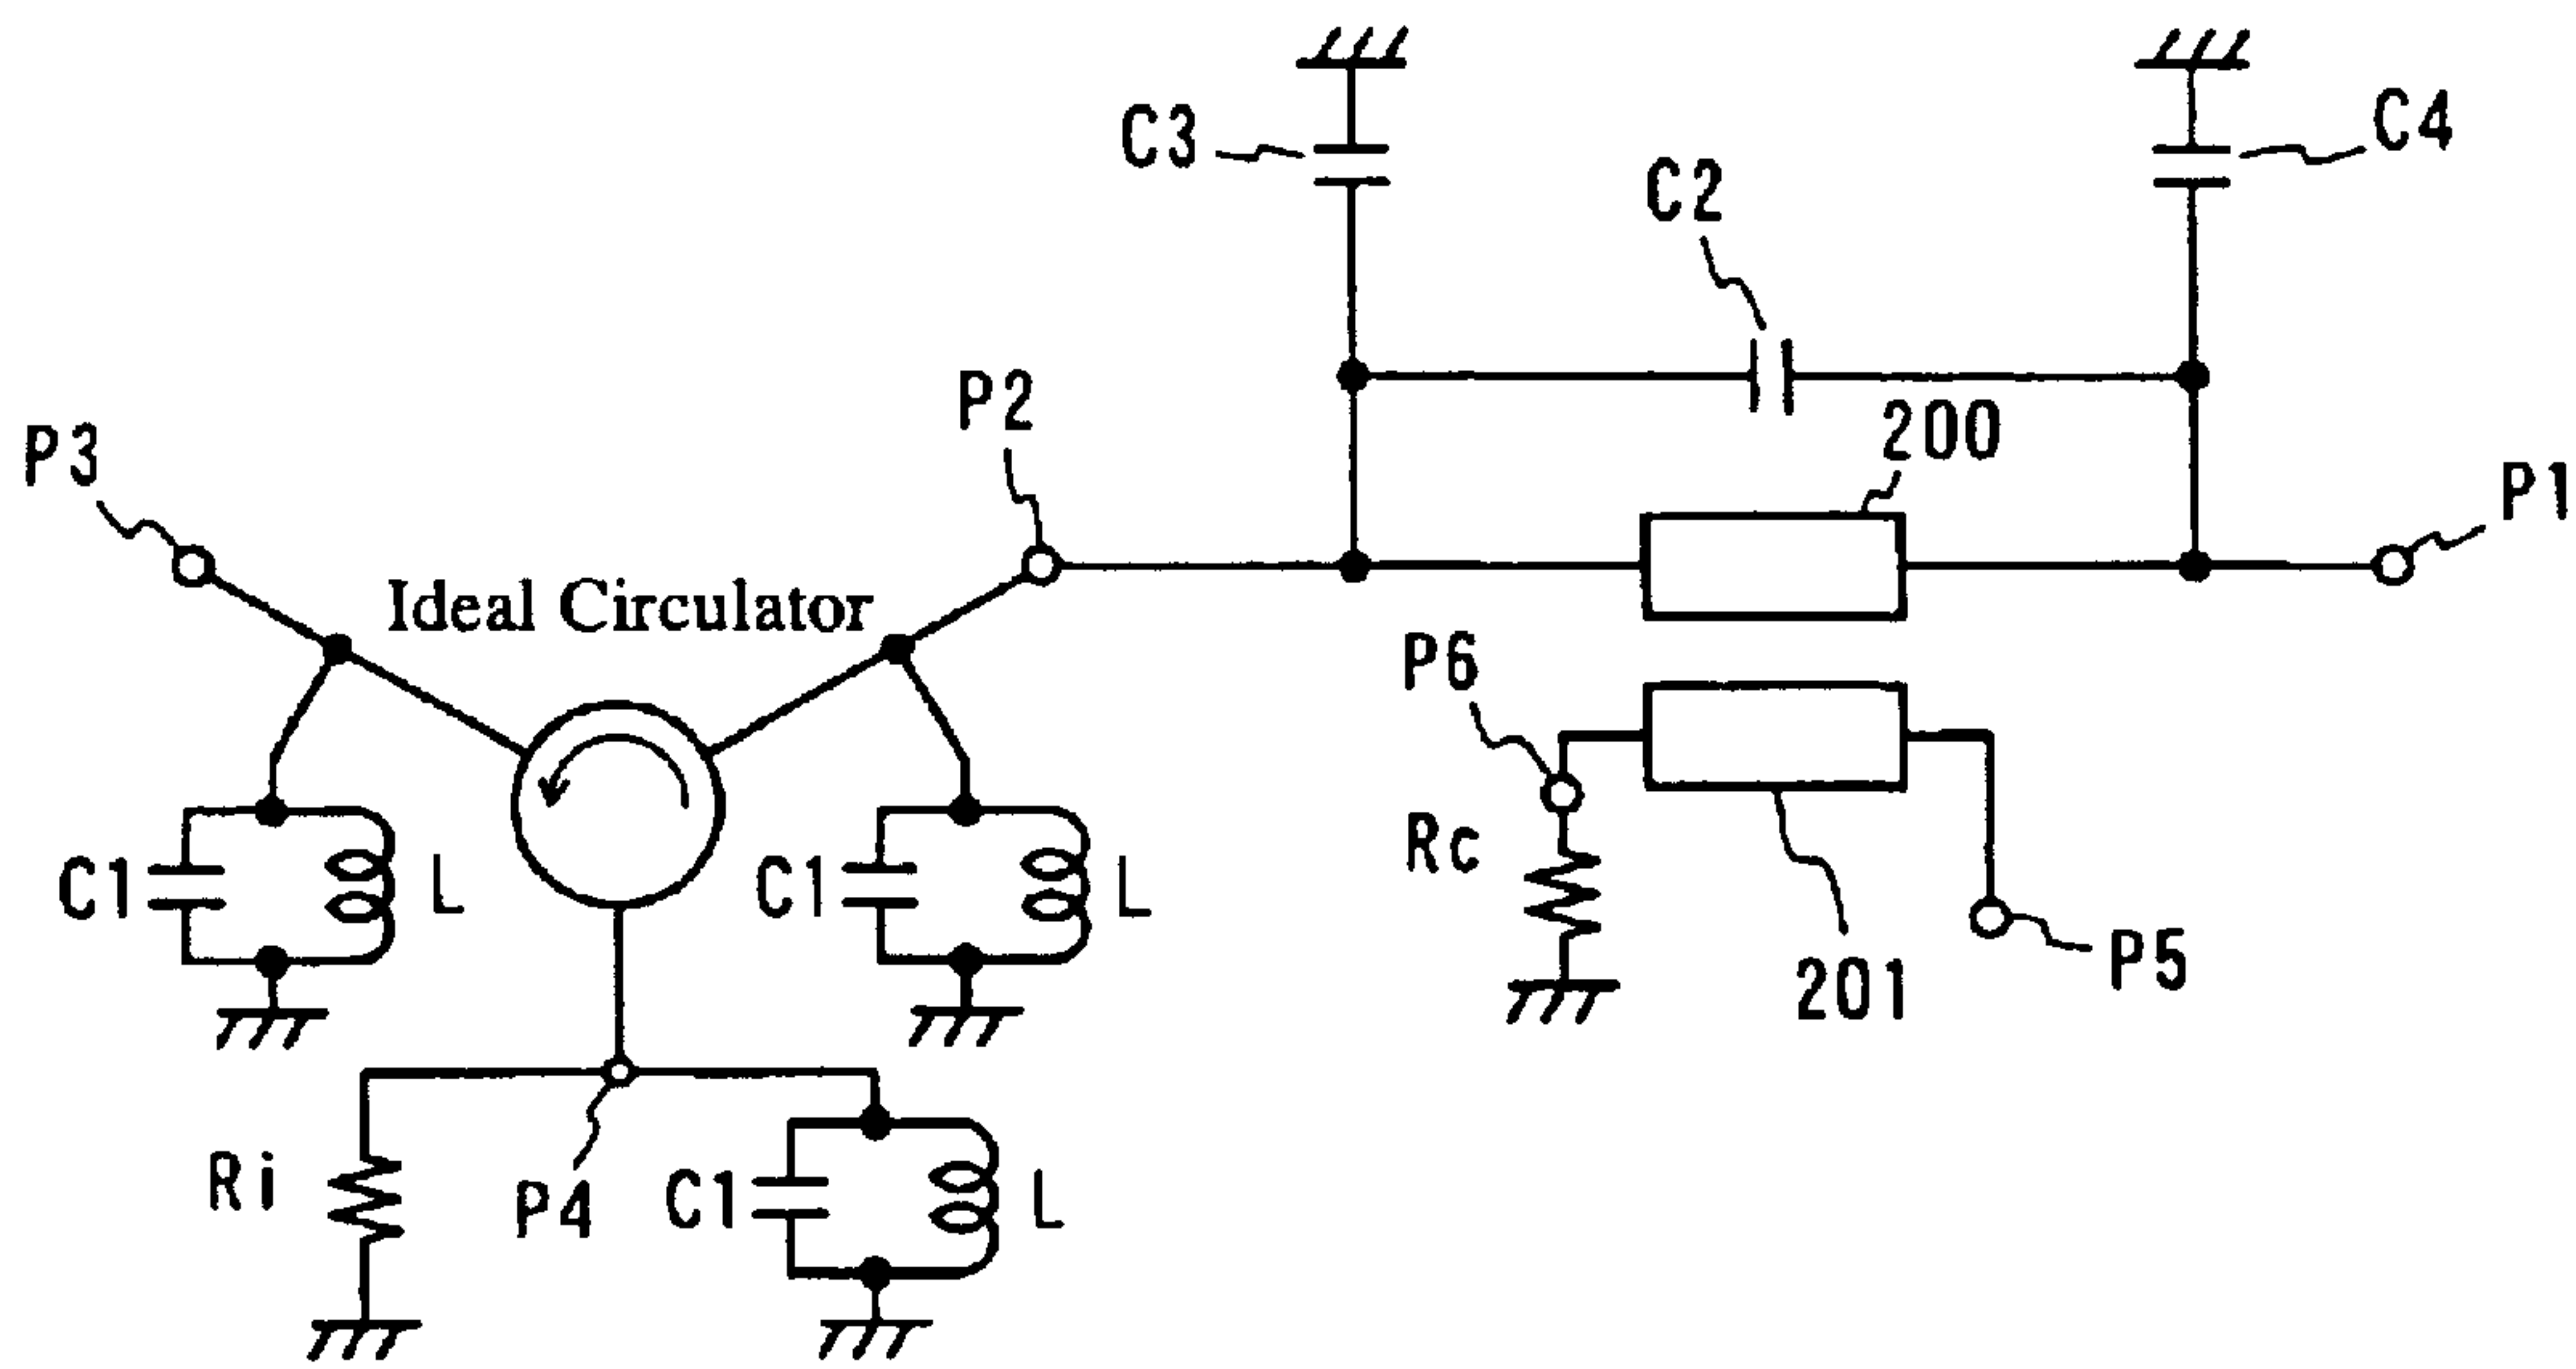 C3
C4
C2
P2
200
P3
P1
Ideal Circulator
P6
C1
L
C1
L
Rc
201
P5
Ri
P4
C1
L